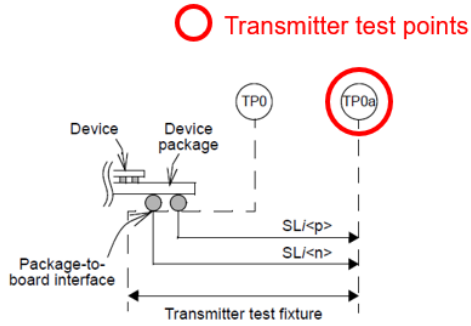 Transmitter test points
TP0
TP0a
Device
Device
package
SLi<p>
SLi<n>
Package-to-
board interface
Transmitter test fixture